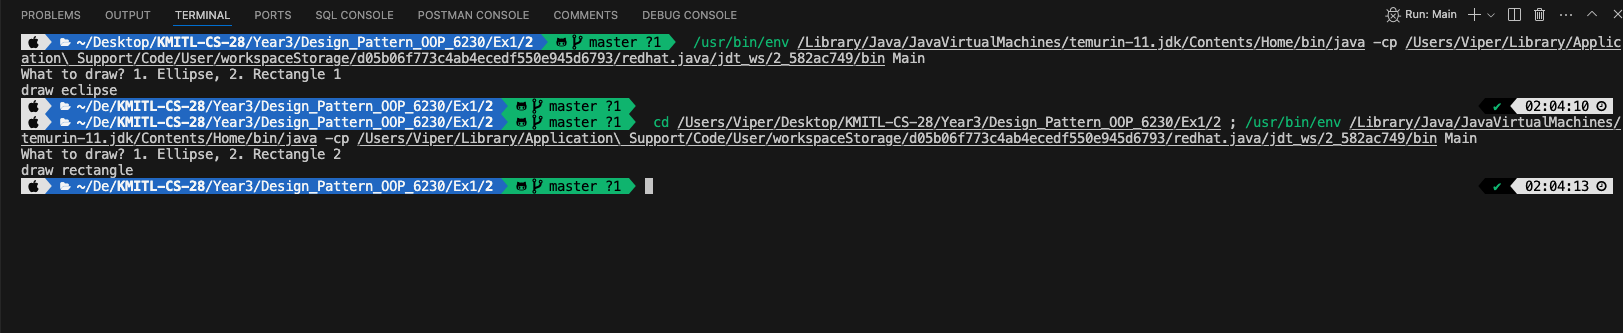 PROBLEMS OUTPUT TERMINAL PORTS SQL CONSOLE POSTMAN CONSOLE COMMENTS DEBUG CONSOLE Run: Main
~/Desktop/KMITL-CS-28/Year3/Design_Pattern_OOP_6230/Ex1/2 master ?1 /usr/bin/env /Library/Java/JavaVirtualMachines/temurin-11.jdk/Contents/Home/bin/java -cp /Users/Viper/Library/Applic
ation\ Support/Code/User/workspaceStorage/d05b06f773c4ab4ecedf550e945d6793/redhat.java/jdt_ws/2_582ac749/bin Main
What to draw? 1. Ellipse, 2. Rectangle 1
draw eclipse
~/De/KMITL-CS-28/Year3/Design_Pattern_OOP_6230/Ex1/2 master ?1 ✔ 02:04:10
~/De/KMITL-CS-28/Year3/Design_Pattern_OOP_6230/Ex1/2 master ?1 cd /Users/Viper/Desktop/KMITL-CS-28/Year3/Design_Pattern_OOP_6230/Ex1/2 ; /usr/bin/env /Library/Java/JavaVirtualMachines/
temurin-11.jdk/Contents/Home/bin/java -cp /Users/Viper/Library/Application\ Support/Code/User/workspaceStorage/d05b06f773c4ab4ecedf550e945d6793/redhat.java/jdt_ws/2_582ac749/bin Main
What to draw? 1. Ellipse, 2. Rectangle 2
draw rectangle
~/De/KMITL-CS-28/Year3/Design_Pattern_OOP_6230/Ex1/2 master ?1 ✔ 02:04:13